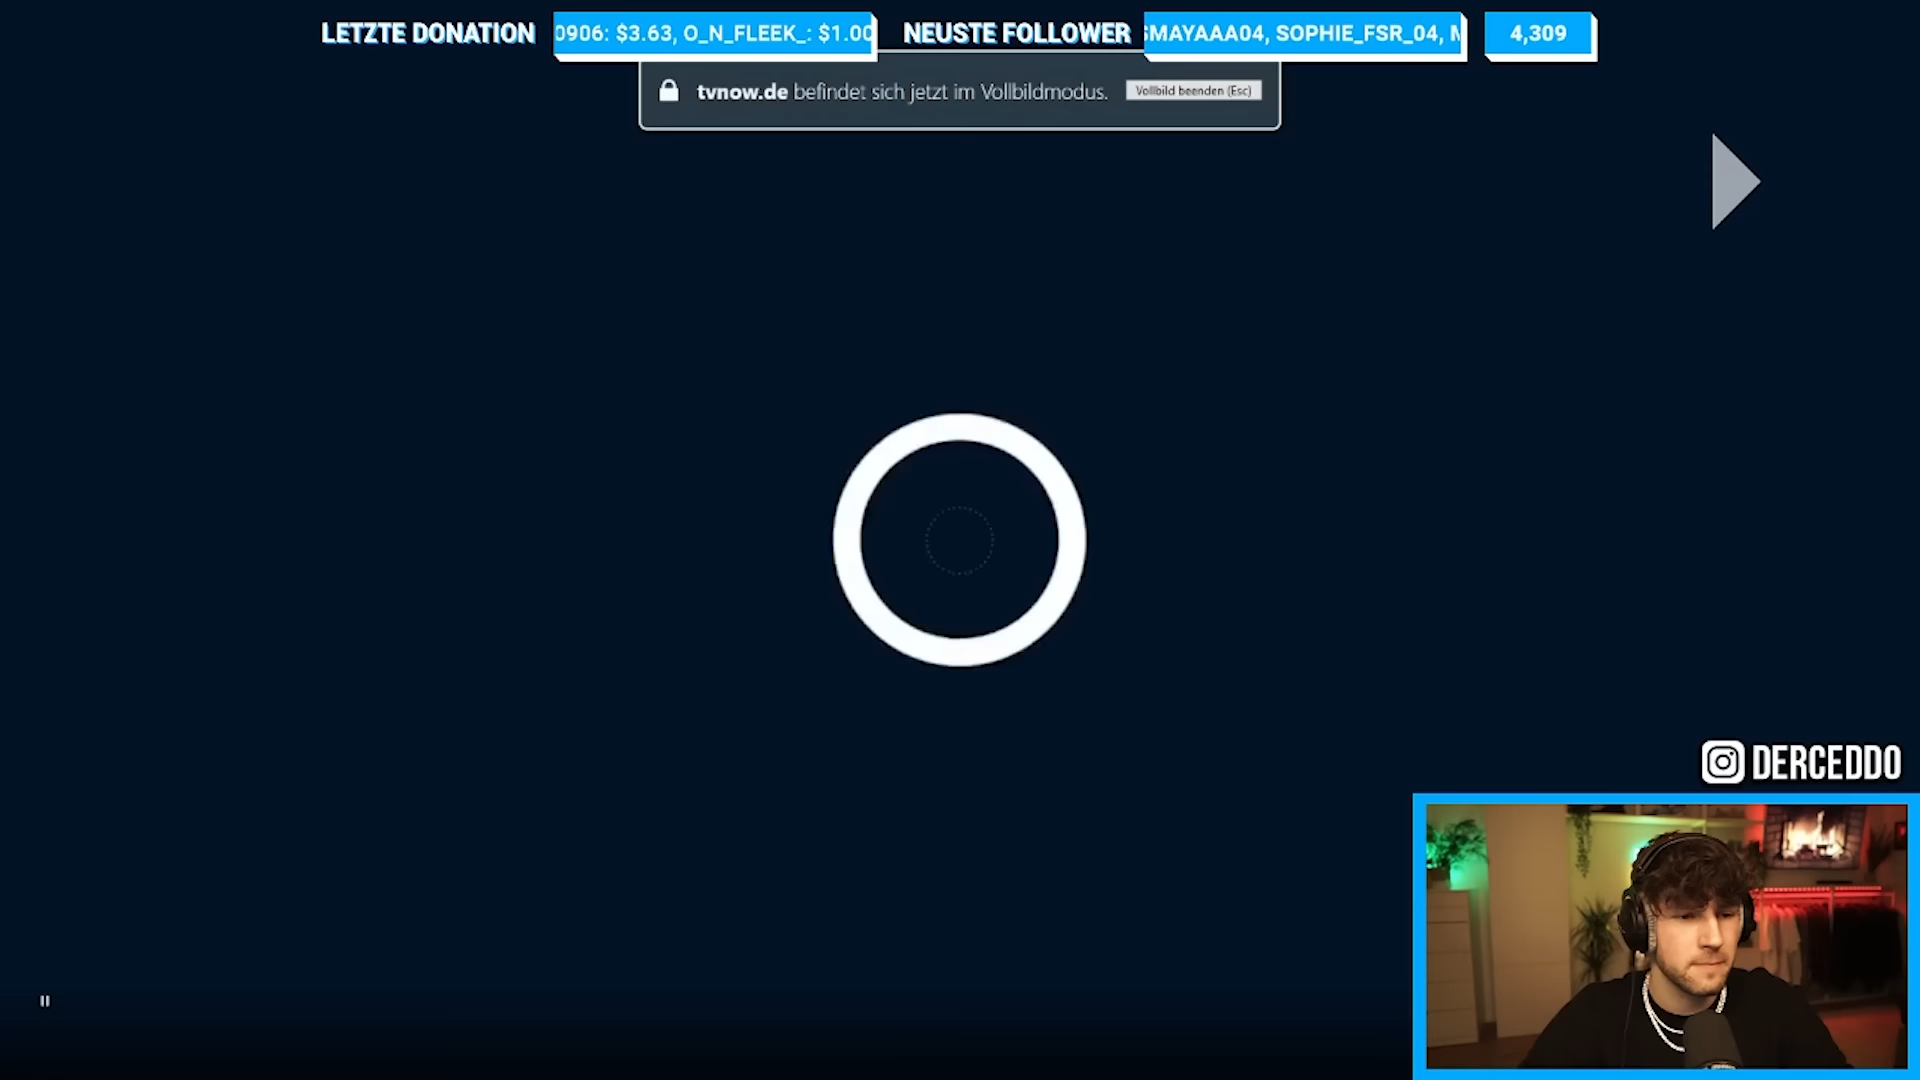 LETZTE DONATION 0906: $3.63, O_N_FLEEK_: $1.00 NEUSTE FOLLOWER SMAYAAA04, SOPHIE_FSR_04, M 4,309
tvnow.de befindet sich jetzt im Vollbildmodus. Vollbild beenden (Esc)
DERCEDDO